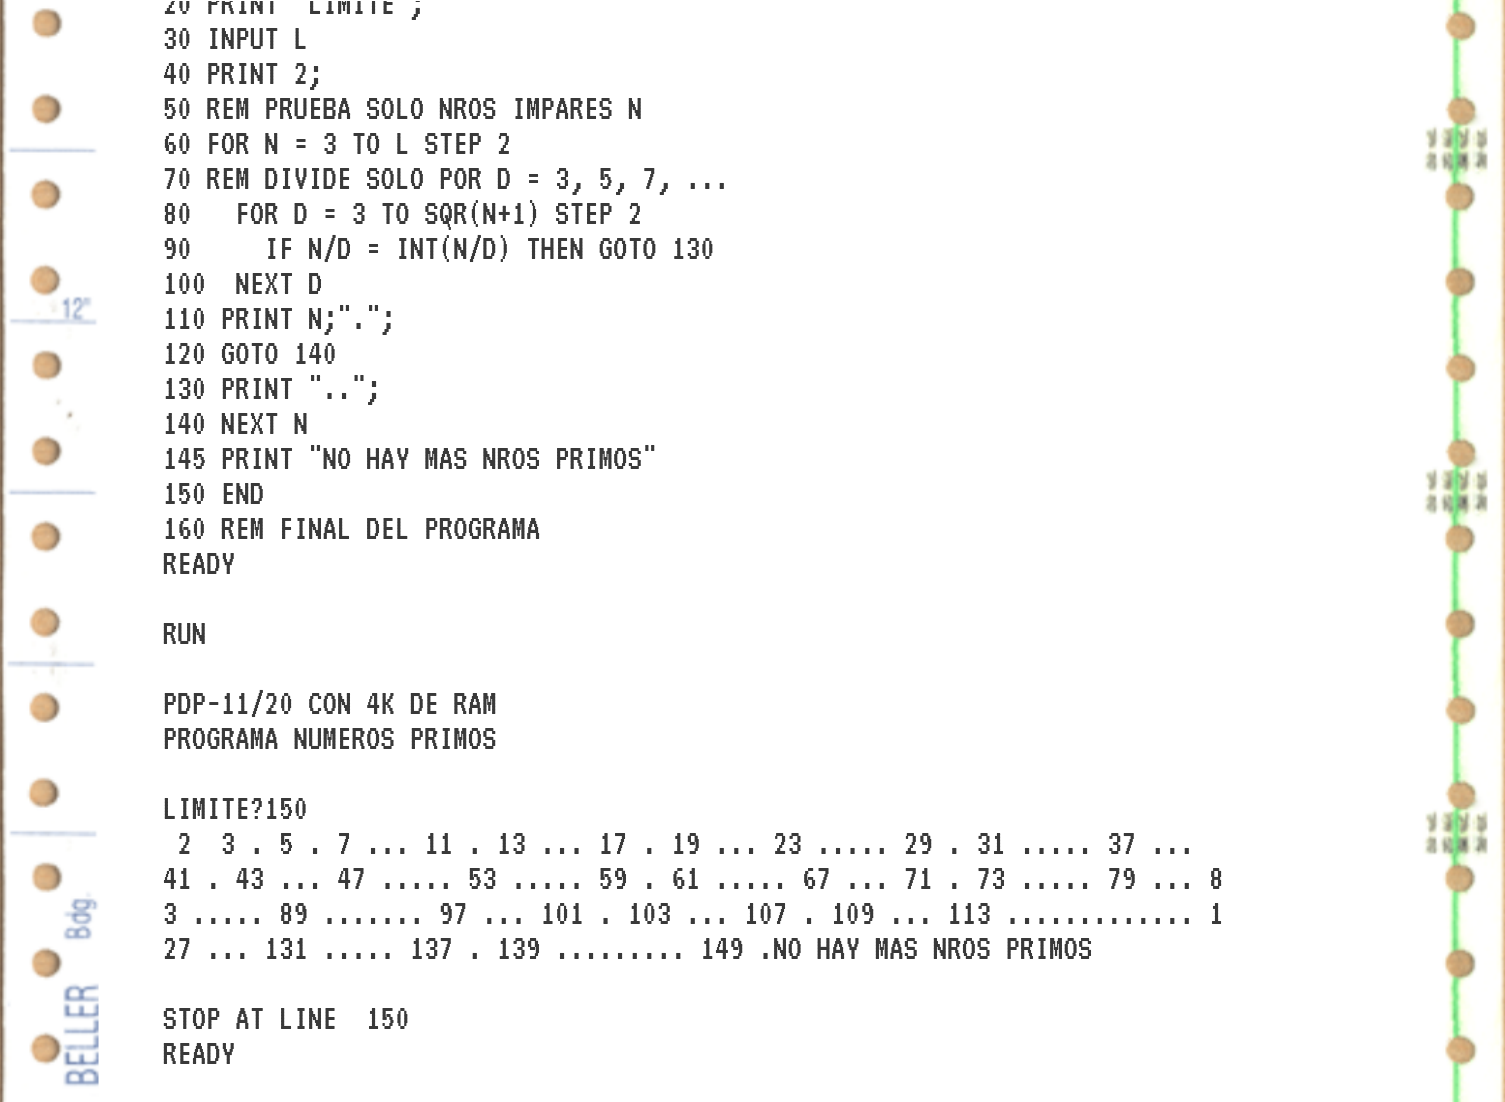 20 PRINT "LIMITE";
30 INPUT L
40 PRINT 2;
50 REM PRUEBA SOLO NROS IMPARES N
60 FOR N = 3 TO L STEP 2
70 REM DIVIDE SOLO POR D = 3, 5, 7, ...
80   FOR D = 3 TO SQR(N+1) STEP 2
90     IF N/D = INT(N/D) THEN GOTO 130
100  NEXT D
110 PRINT N;".";
120 GOTO 140
130 PRINT "..";
140 NEXT N
145 PRINT "NO HAY MAS NROS PRIMOS"
150 END
160 REM FINAL DEL PROGRAMA
READY
RUN
PDP-11/20 CON 4K DE RAM
PROGRAMA NUMEROS PRIMOS
LIMITE?150
 2  3 . 5 . 7 ... 11 . 13 ... 17 . 19 ... 23 ..... 29 . 31 ..... 37 ...
41 . 43 ... 47 ..... 53 ..... 59 . 61 ..... 67 ... 71 . 73 ..... 79 ... 8
3 ..... 89 ....... 97 ... 101 . 103 ... 107 . 109 ... 113 ............. 1
27 ... 131 ..... 137 . 139 ......... 149 .NO HAY MAS NROS PRIMOS
STOP AT LINE  150
READY
12"
BELLER Bdg.